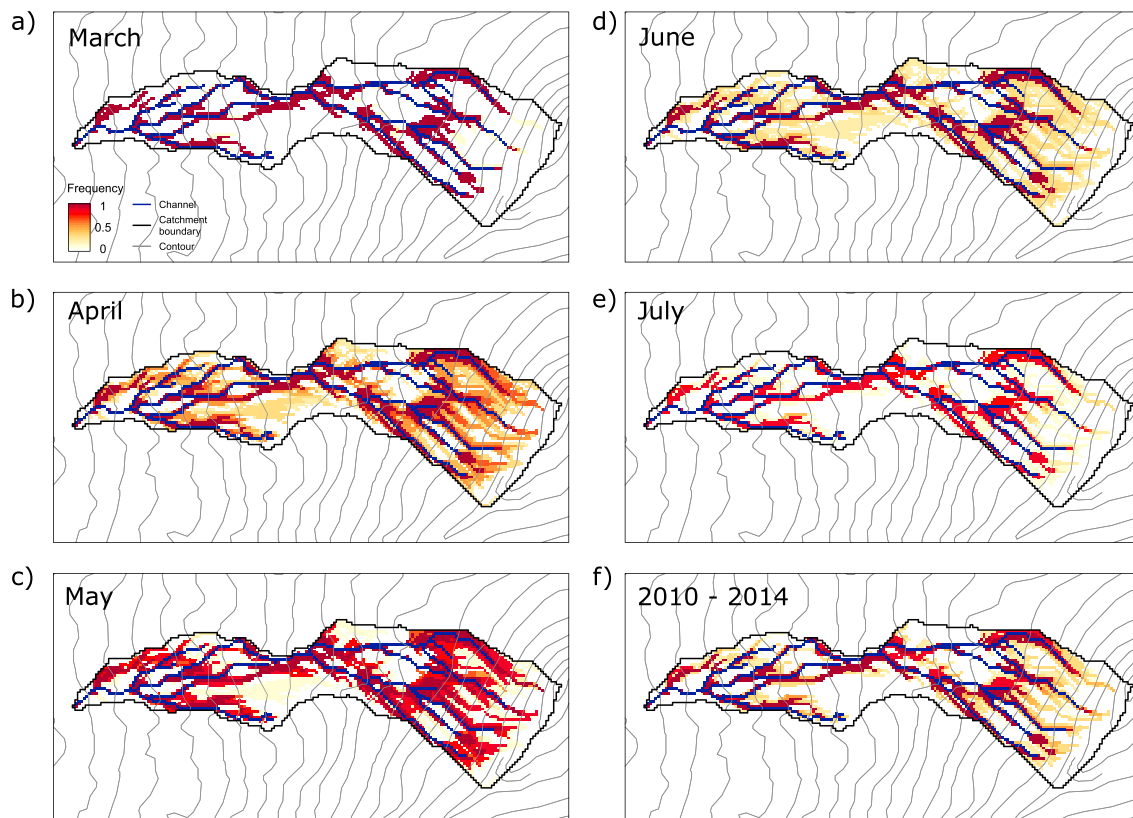 a)
March
Frequency
1
0.5
0
Channel
Catchment
boundary
Contour
b)
April
c)
May
d)
June
e)
July
f)
2010 - 2014